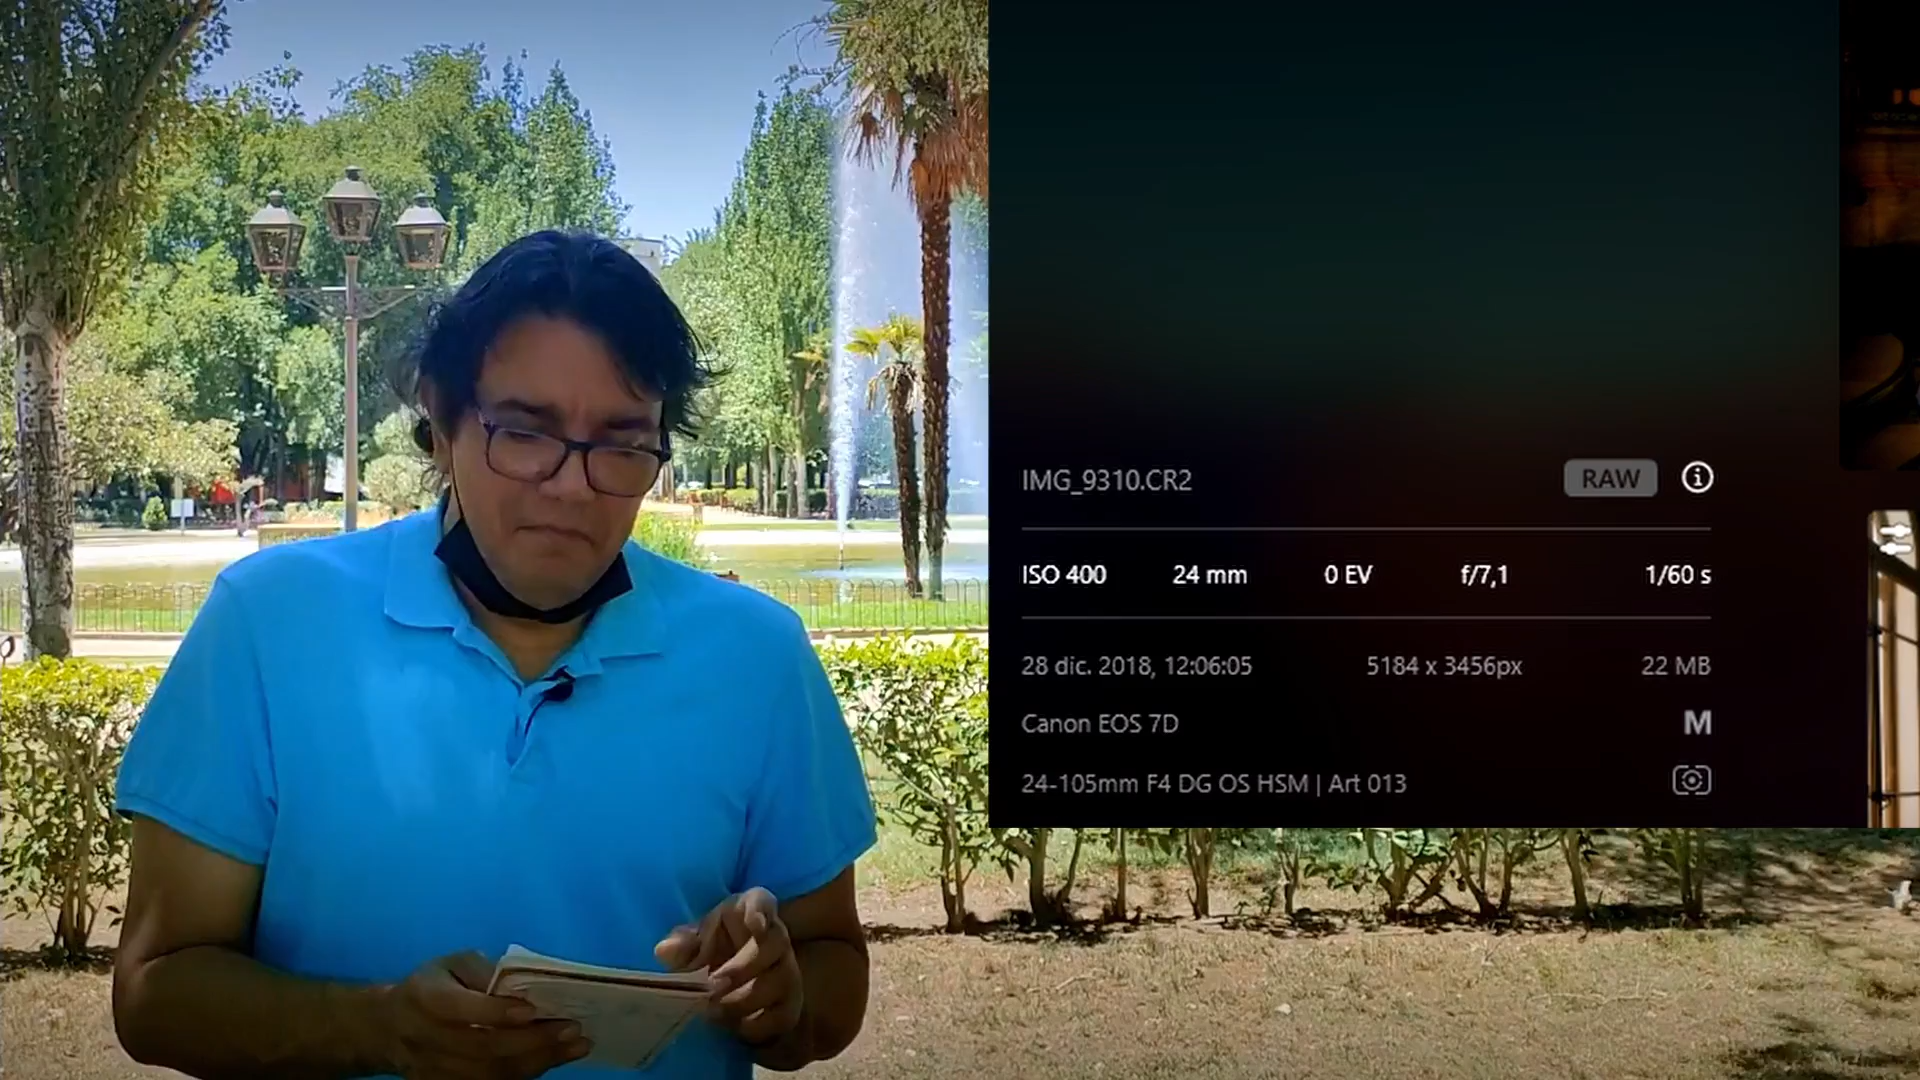 IMG_9310.CR2 RAW
ISO 400 24 mm 0 EV f/7,1 1/60 s
28 dic. 2018, 12:06:05 5184 x 3456px 22 MB
Canon EOS 7D M
24-105mm F4 DG OS HSM | Art 013